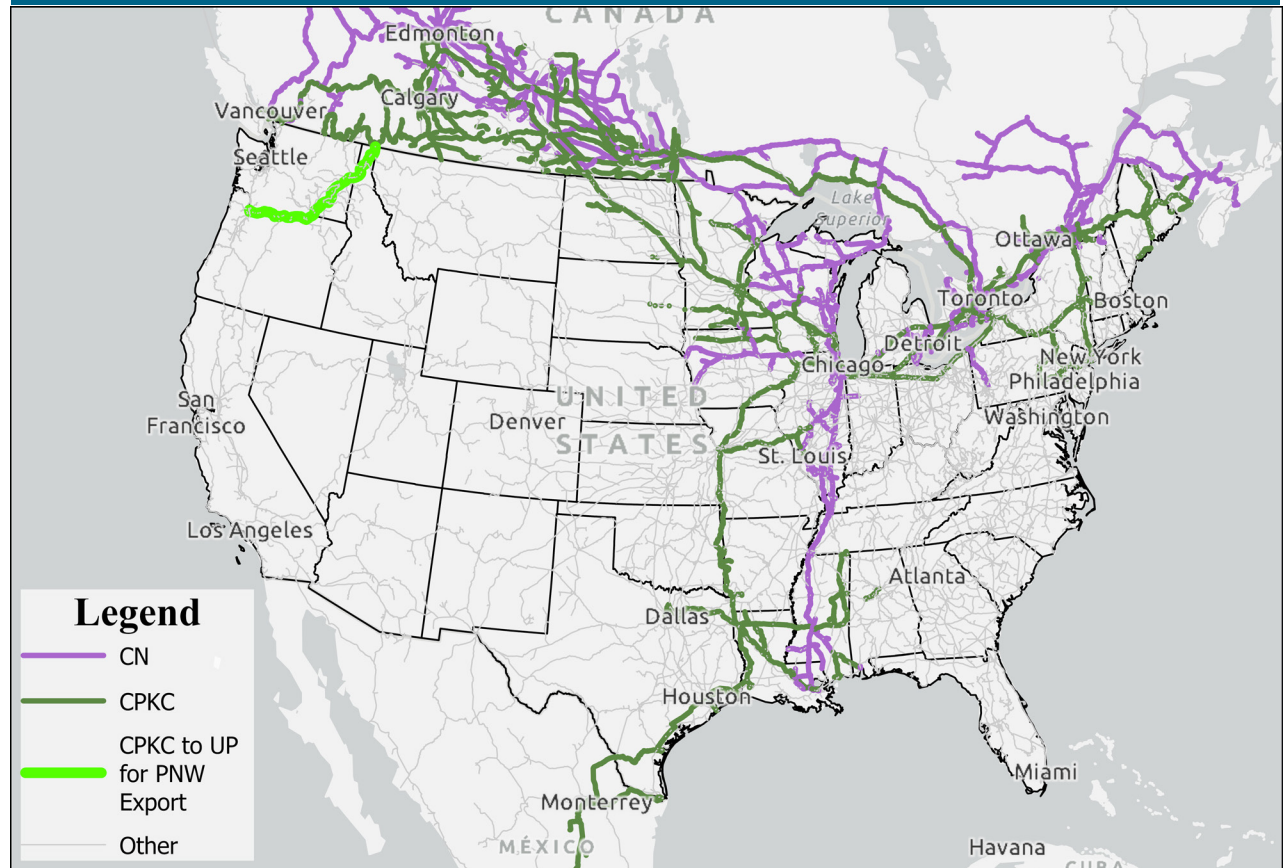 CANADA
Edmonton
Calgary
Vancouver
Seattle
Lake
Superior
Ottawa
Toronto
Boston
Detroit
New York
Chicago
Philadelphia
UNITED
STATES
San
Francisco
Denver
Washington
St. Louis
Los Angeles
Atlanta
Dallas
Houston
Miami
Monterrey
MÉXICO
Havana
CUBA
Legend
CN
CPKC
CPKC to UP
for PNW
Export
Other